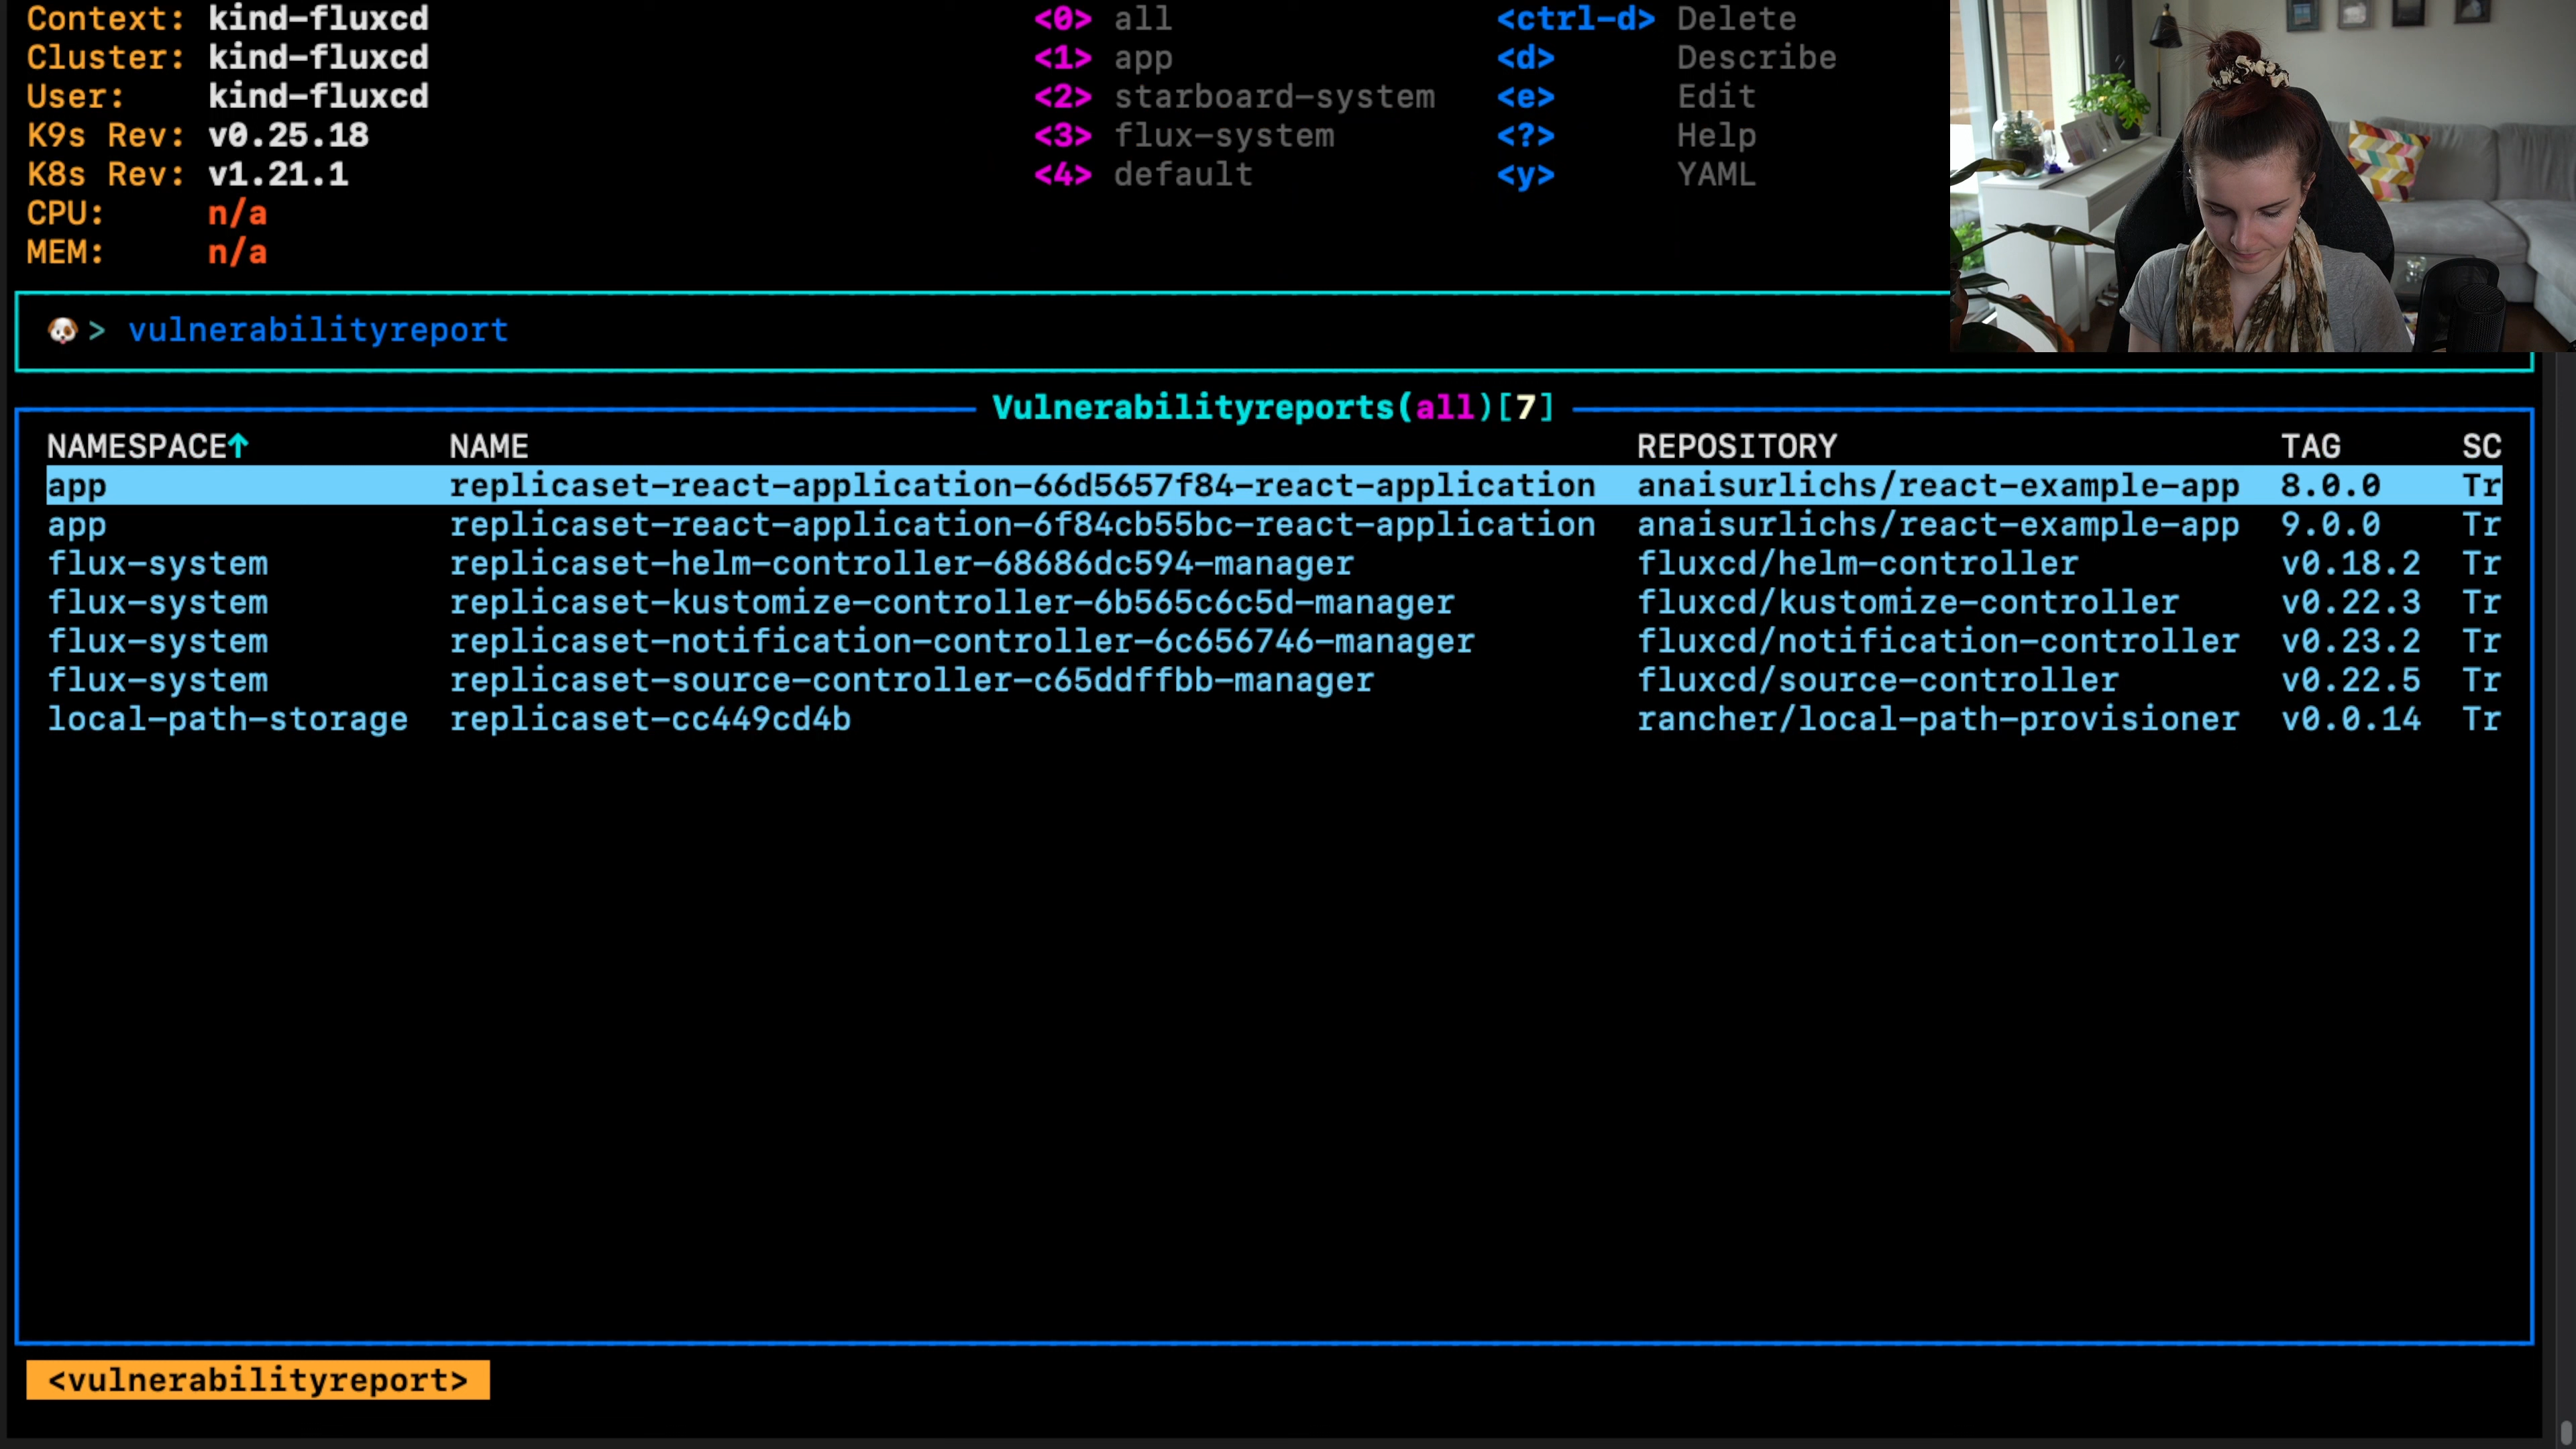 Context: kind-fluxcd <0> all <ctrl-d> Delete
Cluster: kind-fluxcd <1> app <d> Describe
User: kind-fluxcd <2> starboard-system <e> Edit
K9s Rev: v0.25.18 <3> flux-system <?> Help
K8s Rev: v1.21.1 <4> default <y> YAML
CPU: n/a
MEM: n/a
> vulnerabilityreport
Vulnerabilityreports(all)[7]
NAMESPACE↑ NAME REPOSITORY TAG SC
app replicaset-react-application-66d5657f84-react-application anaisurlichs/react-example-app 8.0.0 Tr
app replicaset-react-application-6f84cb55bc-react-application anaisurlichs/react-example-app 9.0.0 Tr
flux-system replicaset-helm-controller-68686dc594-manager fluxcd/helm-controller v0.18.2 Tr
flux-system replicaset-kustomize-controller-6b565c6c5d-manager fluxcd/kustomize-controller v0.22.3 Tr
flux-system replicaset-notification-controller-6c656746-manager fluxcd/notification-controller v0.23.2 Tr
flux-system replicaset-source-controller-c65ddffbb-manager fluxcd/source-controller v0.22.5 Tr
local-path-storage replicaset-cc449cd4b rancher/local-path-provisioner v0.0.14 Tr
<vulnerabilityreport>